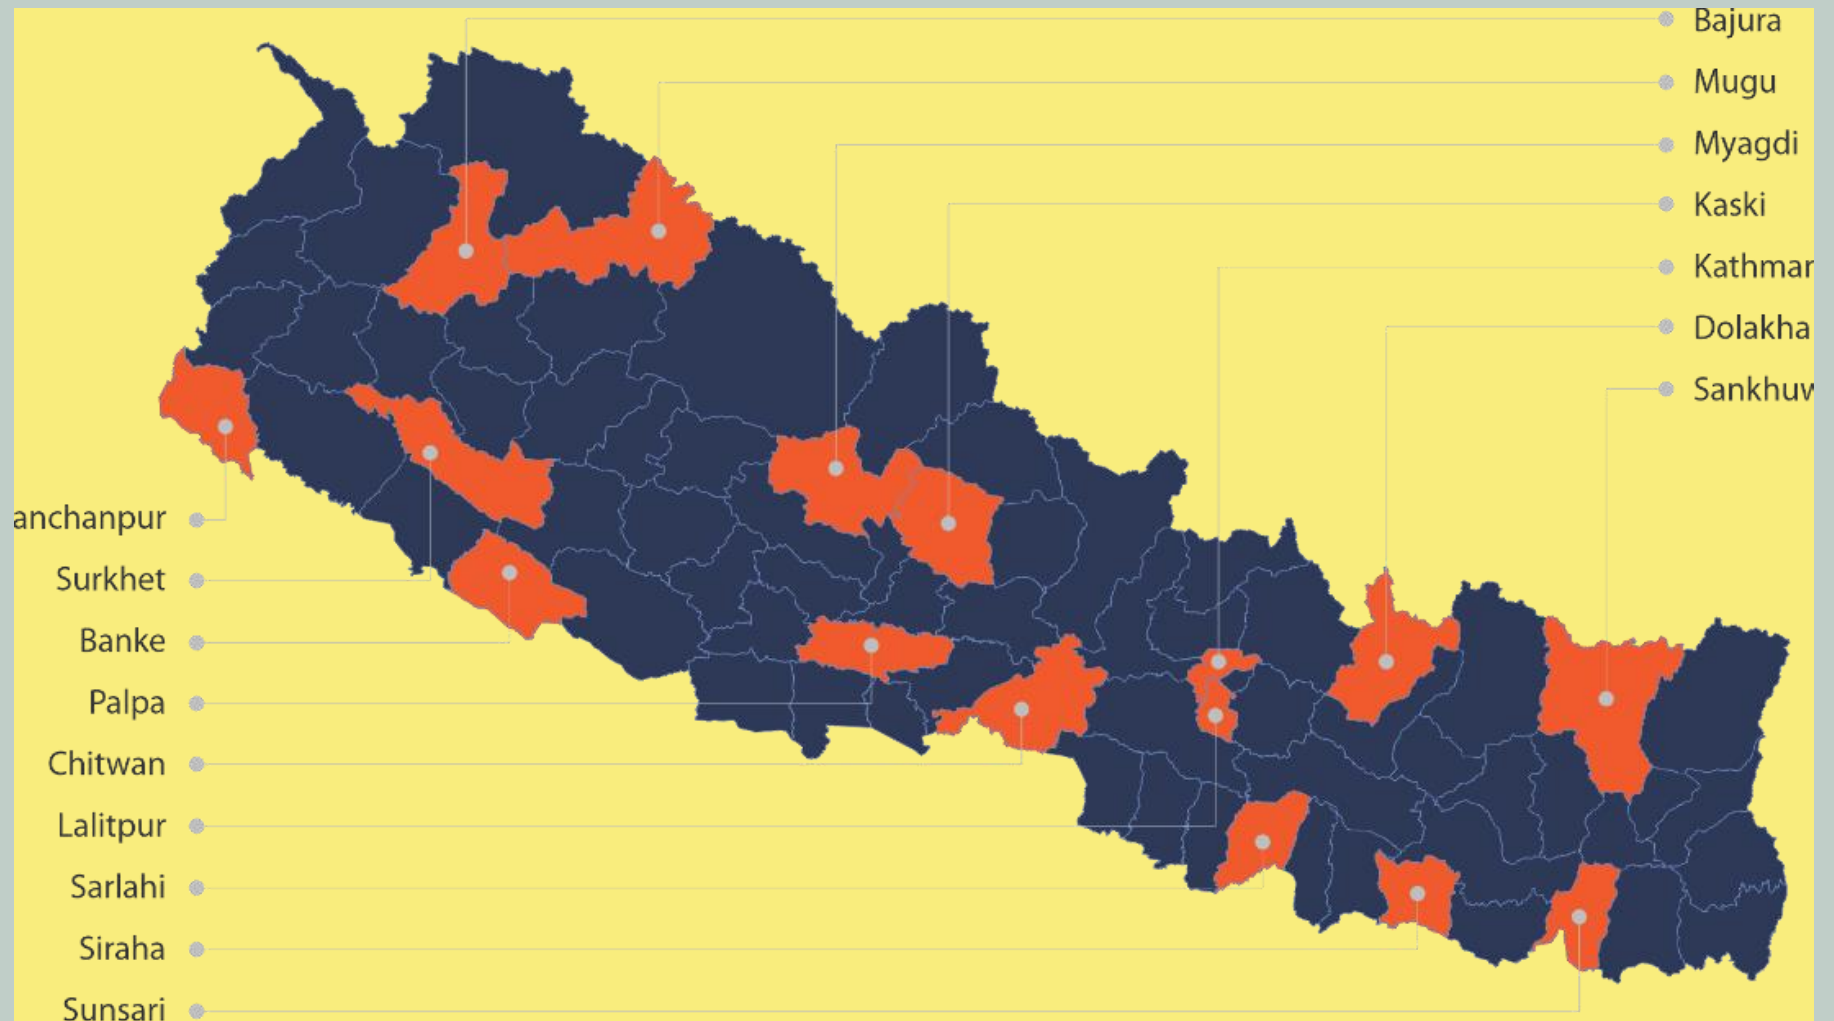 Bajura
Mugu
Myagdi
Kaski
Kathmar
Dolakha
Sankhuw
anchanpur
Surkhet
Banke
Palpa
Chitwan
Lalitpur
Sarlahi
Siraha
Sunsari